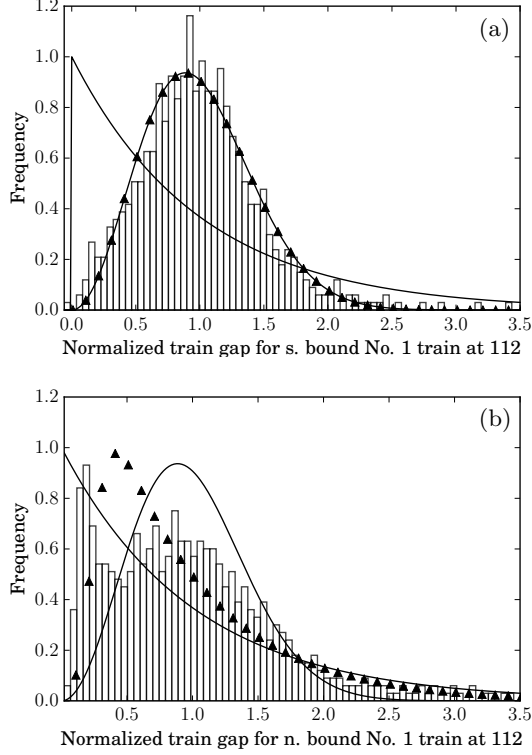 1.2
(a)
1.0
0.8
0.6
0.4
0.2
0.0
Frequency
0.0 0.5 1.0 1.5 2.0 2.5 3.0 3.5
Normalized train gap for s. bound No. 1 train at 112
1.2
(b)
1.0
0.8
0.6
0.4
0.2
0.0
Frequency
0.5 1.0 1.5 2.0 2.5 3.0 3.5
Normalized train gap for n. bound No. 1 train at 112